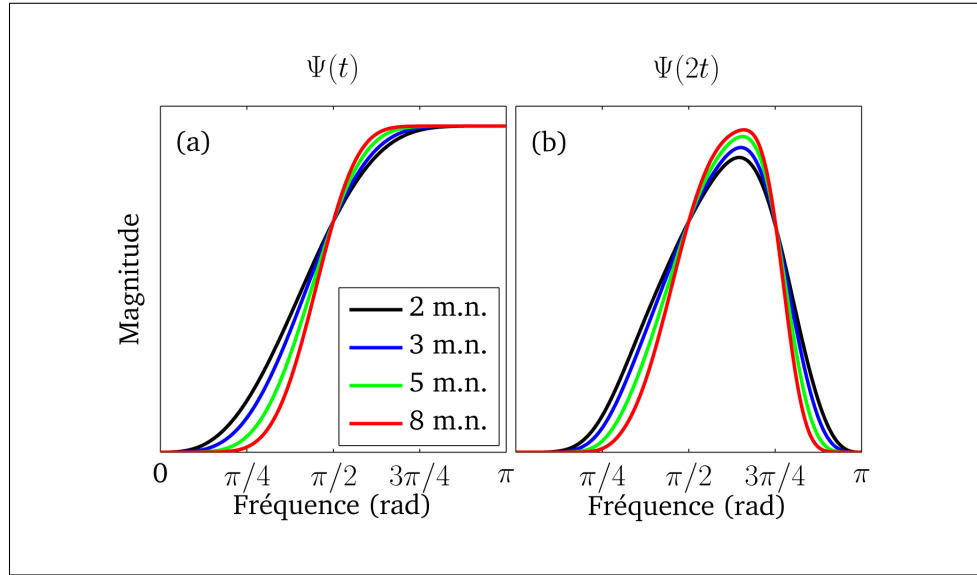 Ψ(t)
Ψ(2t)
(a)
(b)
Magnitude
2 m.n.
3 m.n.
5 m.n.
8 m.n.
0 π/4 π/2 3π/4 π
π/4 π/2 3π/4 π
Fréquence (rad)
Fréquence (rad)